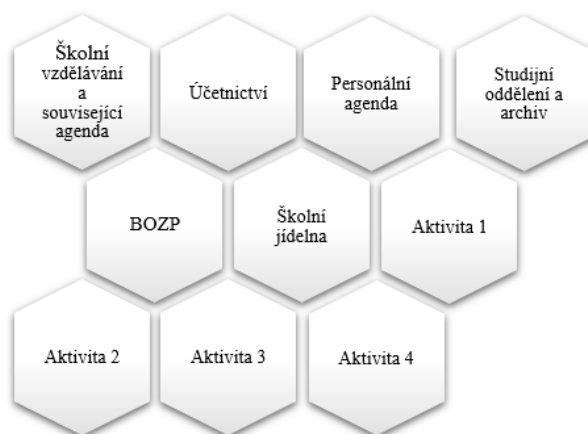 Školní
vzdělávání
a
související
agenda
Účetnictví
Personální
agenda
Studijní
oddělení a
archiv
BOZP
Školní
jídelna
Aktivita 1
Aktivita 2
Aktivita 3
Aktivita 4